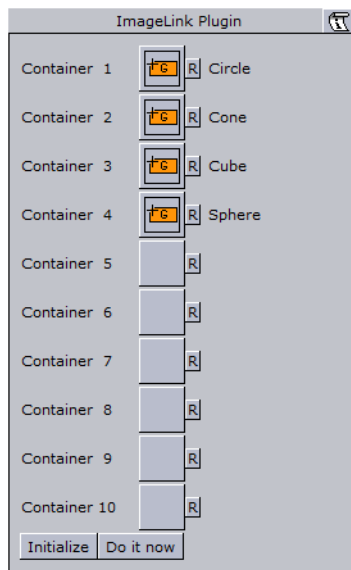 ImageLink Plugin
Container 1 G R Circle
Container 2 G R Cone
Container 3 G R Cube
Container 4 G R Sphere
Container 5 R
Container 6 R
Container 7 R
Container 8 R
Container 9 R
Container 10 R
Initialize Do it now